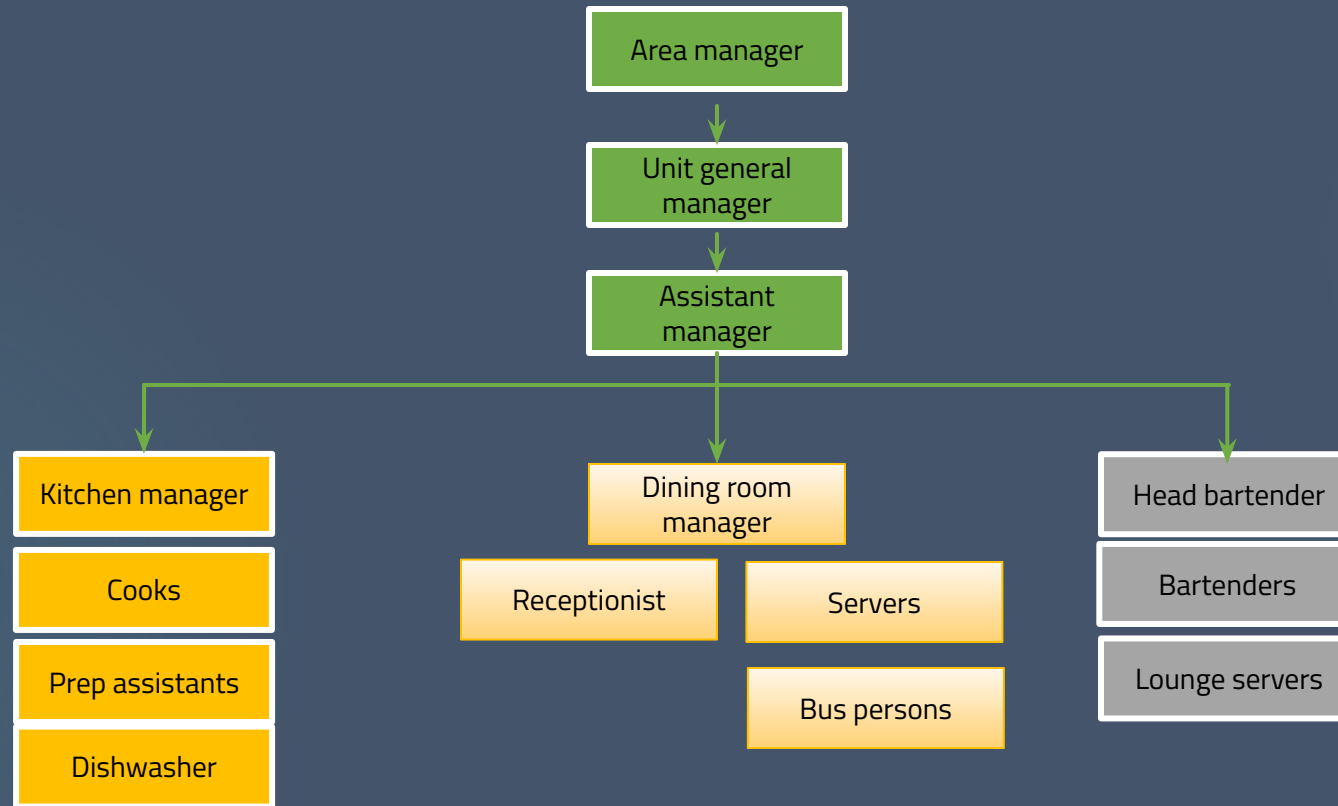 Area manager
Unit general
manager
Assistant
manager
Kitchen manager
Cooks
Prep assistants
Dishwasher
Dining room
manager
Receptionist
Servers
Bus persons
Head bartender
Bartenders
Lounge servers